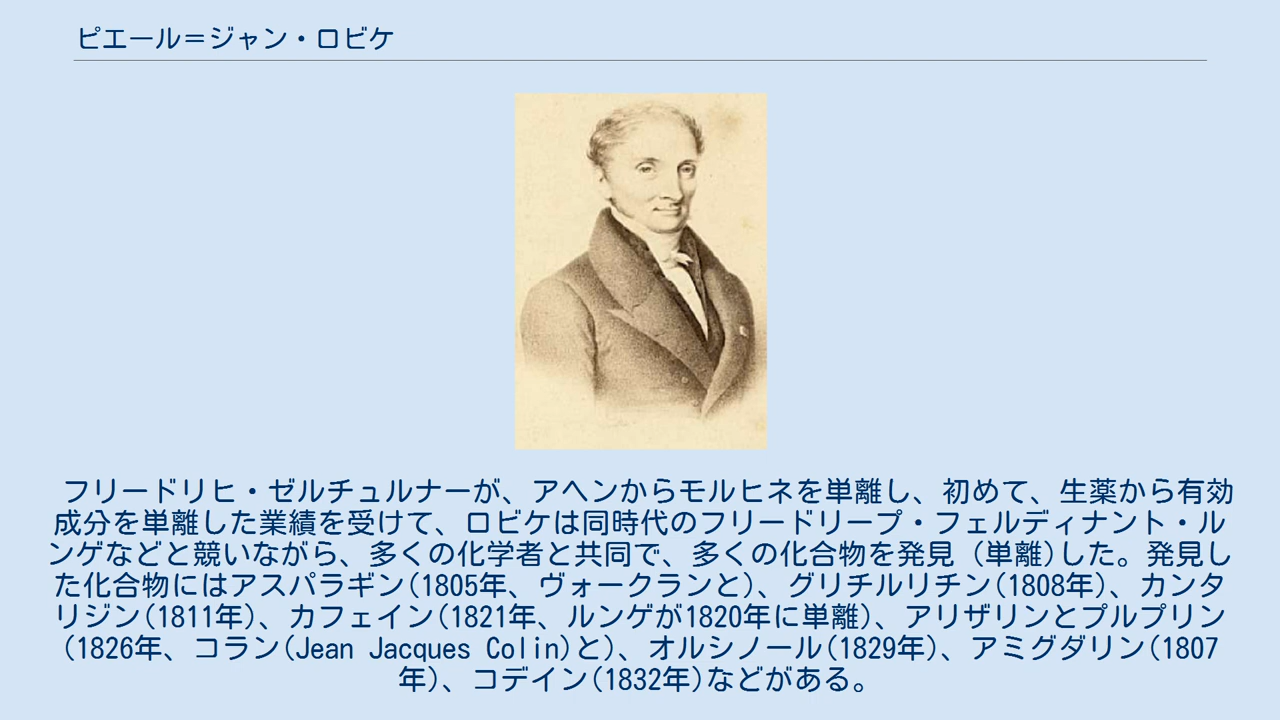 ピエール＝ジャン・ロビケ
フリードリヒ・ゼルチュルナーが、アヘンからモルヒネを単離し、初めて、生薬から有効
成分を単離した業績を受けて、ロビケは同時代のフリードリープ・フェルディナント・ル
ンゲなどと競いながら、多くの化学者と共同で、多くの化合物を発見（単離)した。発見し
た化合物にはアスパラギン(1805年、ヴォークランと)、グリチルリチン(1808年)、カンタ
リジン(1811年)、カフェイン(1821年、ルンゲが1820年に単離)、アリザリンとプルプリン
(1826年、コラン(Jean Jacques Colin)と)、オルシノール(1829年)、アミグダリン(1807
年)、コデイン(1832年)などがある。